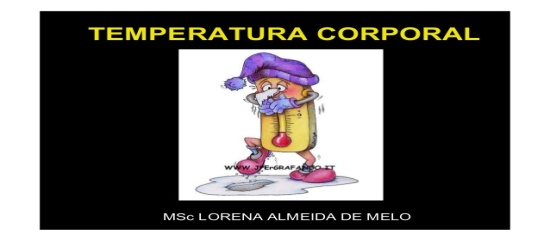 TEMPERATURA CORPORAL
MSc LORENA ALMEIDA DE MELO